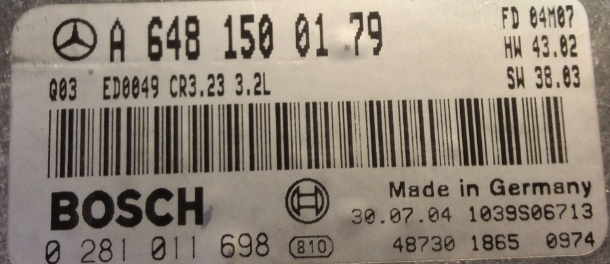 A 648 150 01 79
FD 04M07
HW 43.02
SW 38.03
Q03 ED0049 CR3.23 3.2L
BOSCH
Made in Germany
30.07.04 1039S06713
0 281 011 698 810 48730 1865 0974